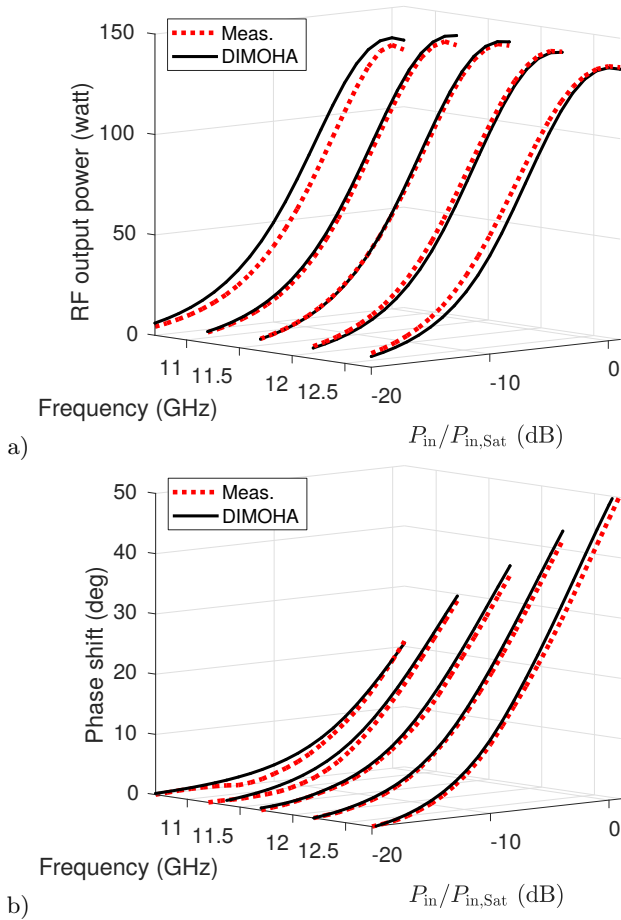 150
Meas.
DIMOHA
100
50
0
RF output power (watt)
11
11.5
12
12.5
-20
-10
0
Frequency (GHz)
P_in/P_in,Sat (dB)
a)
50
Meas.
DIMOHA
40
30
20
10
0
Phase shift (deg)
11
11.5
12
12.5
-20
-10
0
Frequency (GHz)
P_in/P_in,Sat (dB)
b)